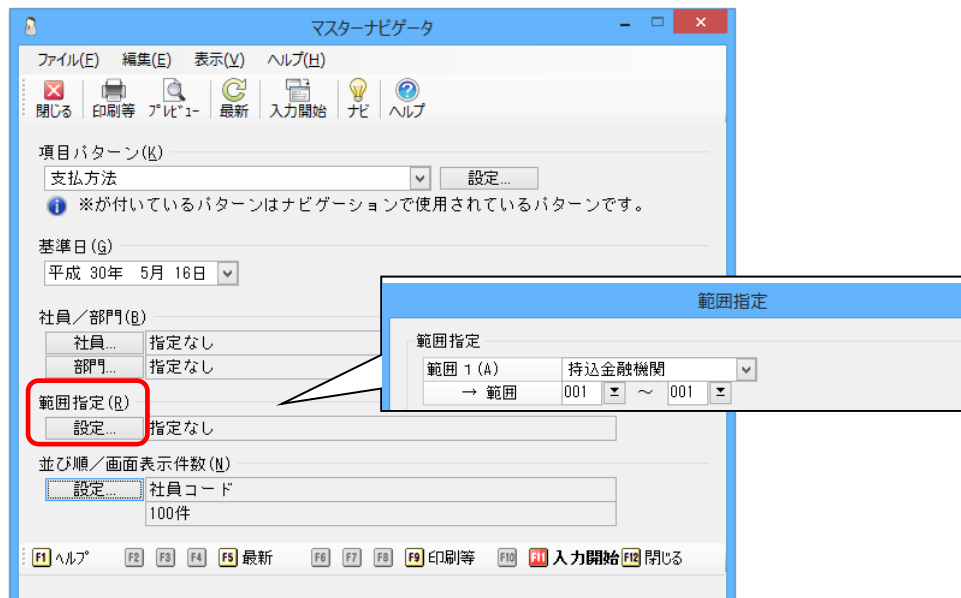 マスターナビゲータ
ファイル(F) 編集(E) 表示(V) ヘルプ(H)
閉じる 印刷等 ﾌﾟﾚﾋﾞｭｰ 最新 入力開始 ナビ ヘルプ
項目パターン(K)
支払方法 設定...
※が付いているパターンはナビゲーションで使用されているパターンです。
基準日(G)
平成 30年 5月 16日
範囲指定
社員／部門(B)
社員... 指定なし
部門... 指定なし
範囲指定
範囲 1 (A) 持込金融機関
→ 範囲 001 ～ 001
範囲指定(R)
設定... 指定なし
並び順／画面表示件数(N)
設定... 社員コード
100件
F1 ﾍﾙﾌﾟ F2 F3 F4 F5 最新 F6 F7 F8 F9 印刷等 F10 F11 入力開始 F12 閉じる